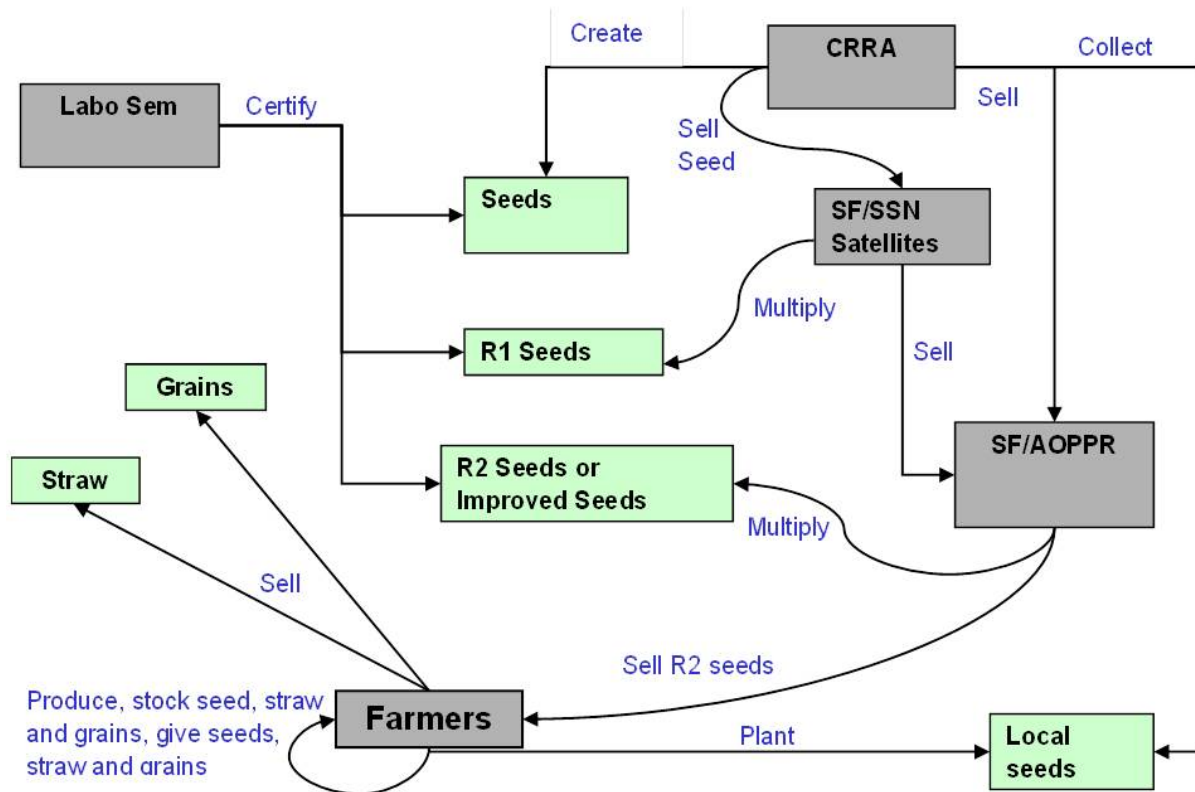 Create
CRRA
Collect
Labo Sem
Certify
Sell
Sell
Seed
Seeds
SF/SSN
Satellites
Multiply
R1 Seeds
Sell
Grains
SF/AOPPR
Straw
R2 Seeds or
Improved Seeds
Multiply
Sell
Sell R2 seeds
Produce, stock seed, straw
and grains, give seeds,
straw and grains
Farmers
Plant
Local
seeds